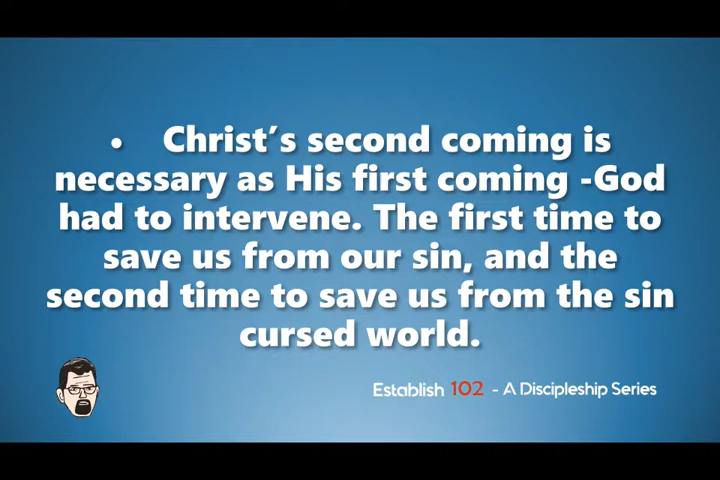 • Christ's second coming is
necessary as His first coming -God
had to intervene. The first time to
save us from our sin, and the
second time to save us from the sin
cursed world.
Establish 102 - A Discipleship Series